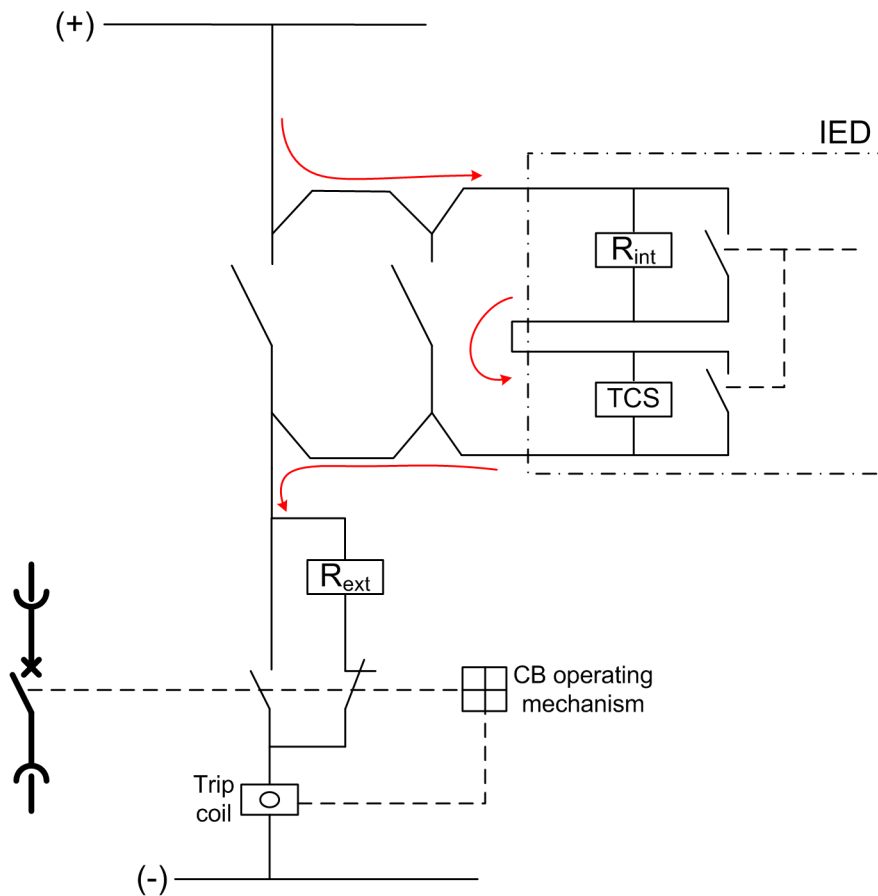 (+)
IED
Rint
TCS
Rext
CB operating
mechanism
Trip
coil
(-)